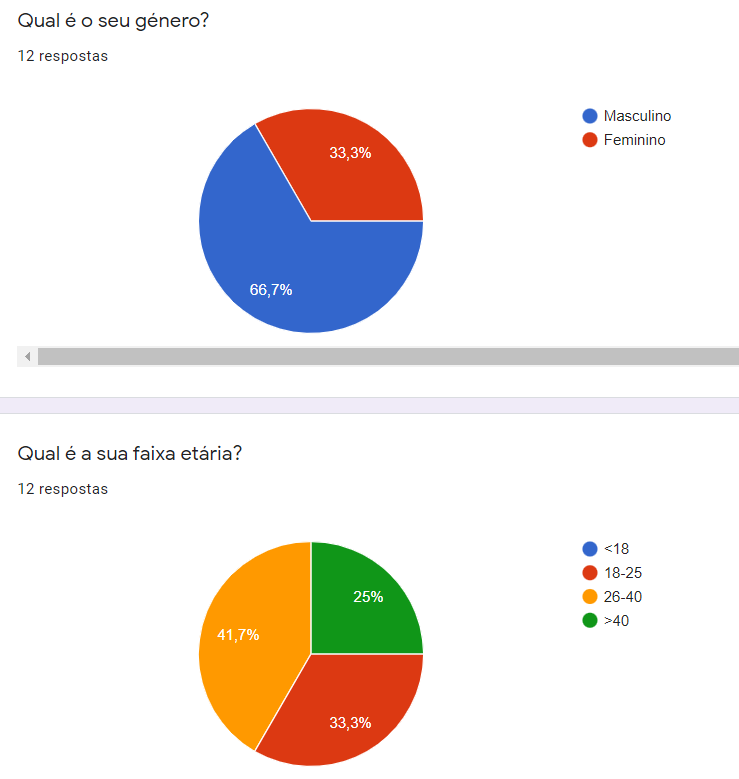 Qual é o seu género?
12 respostas
Masculino
Feminino
33,3%
66,7%
Qual é a sua faixa etária?
12 respostas
<18
18-25
26-40
>40
25%
41,7%
33,3%